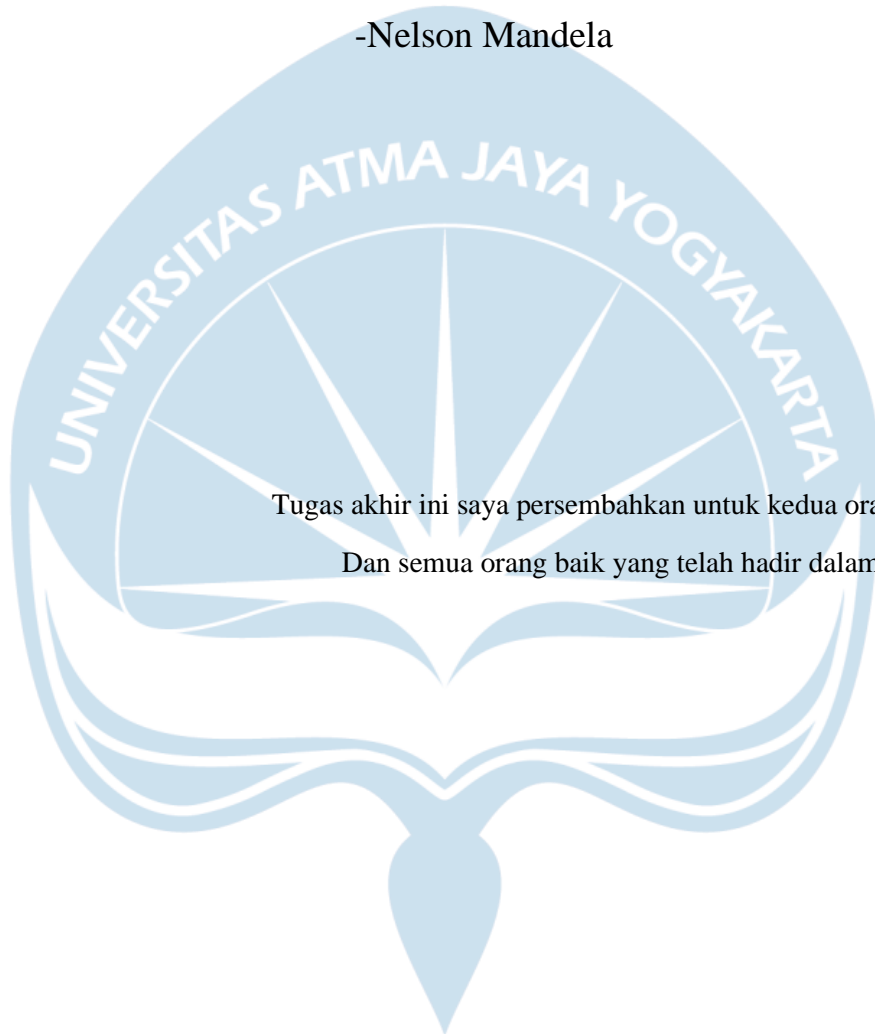 -Nelson Mandela
UNIVERSITAS ATMA JAYA YOGYAKARTA
Tugas akhir ini saya persembahkan untuk kedua
Dan semua orang baik yang telah hadir dalam